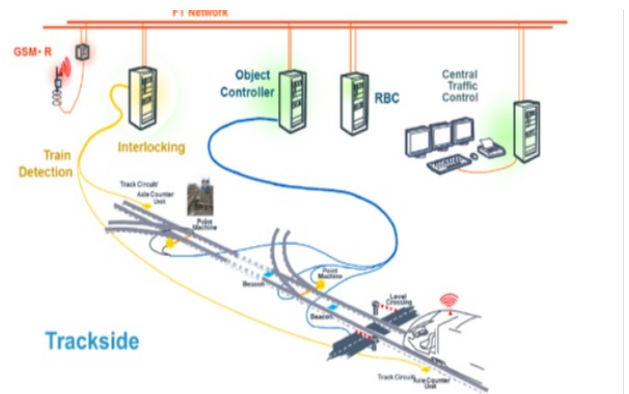 FT Network
GSM-R
Object
Controller
RBC
Central
Traffic
Control
Interlocking
Train
Detection
Track Circuit/
Axle Counter
Unit
Point
Machine
Point
Machine
Beacon
Level
Crossing
Beacon
Trackside
Track Circuit/
Axle Counter
Unit